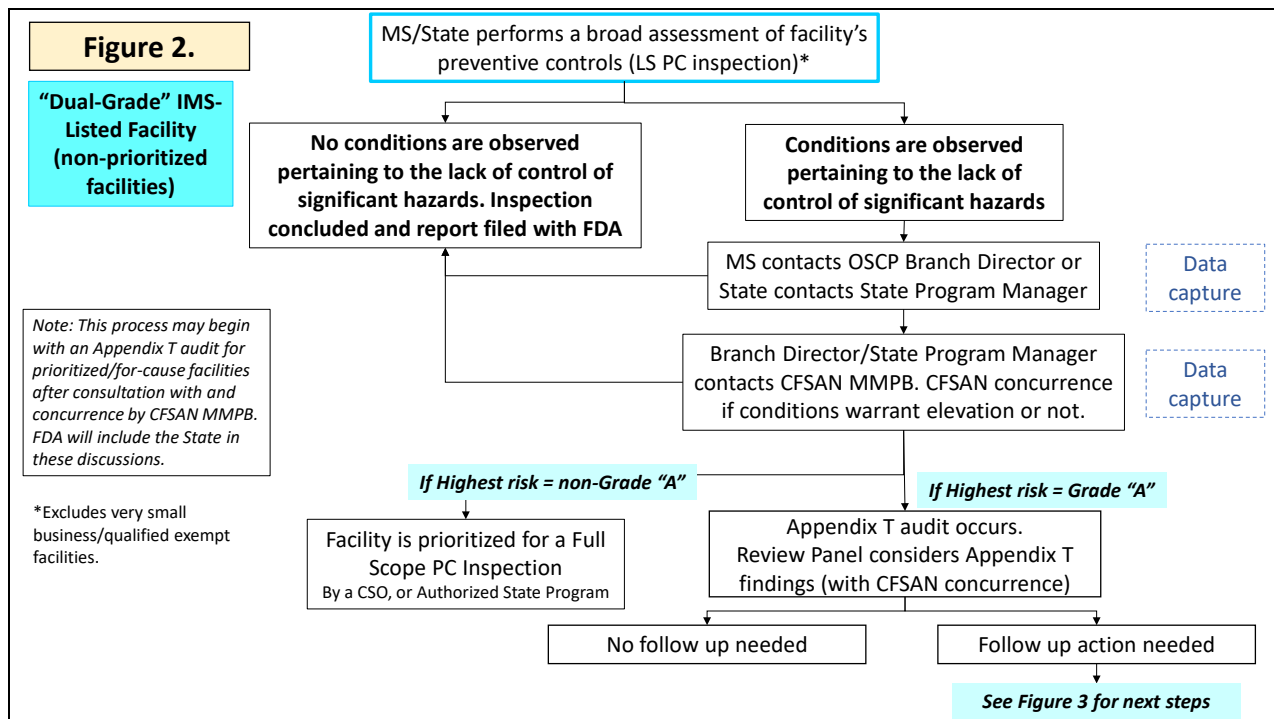 Figure 2.
“Dual-Grade” IMS-
Listed Facility
(non-prioritized
facilities)
MS/State performs a broad assessment of facility’s
preventive controls (LS PC inspection)*
No conditions are observed
pertaining to the lack of control of
significant hazards. Inspection
concluded and report filed with FDA
Conditions are observed
pertaining to the lack of
control of significant hazards
MS contacts OSCP Branch Director or
State contacts State Program Manager
Data
capture
Note: This process may begin
with an Appendix T audit for
prioritized/for-cause facilities
after consultation with and
concurrence by CFSAN MMPB.
FDA will include the State in
these discussions.
Branch Director/State Program Manager
contacts CFSAN MMPB. CFSAN concurrence
if conditions warrant elevation or not.
Data
capture
If Highest risk = non-Grade “A”
If Highest risk = Grade “A”
*Excludes very small
business/qualified exempt
facilities.
Facility is prioritized for a Full
Scope PC Inspection
By a CSO, or Authorized State Program
Appendix T audit occurs.
Review Panel considers Appendix T
findings (with CFSAN concurrence)
No follow up needed
Follow up action needed
See Figure 3 for next steps